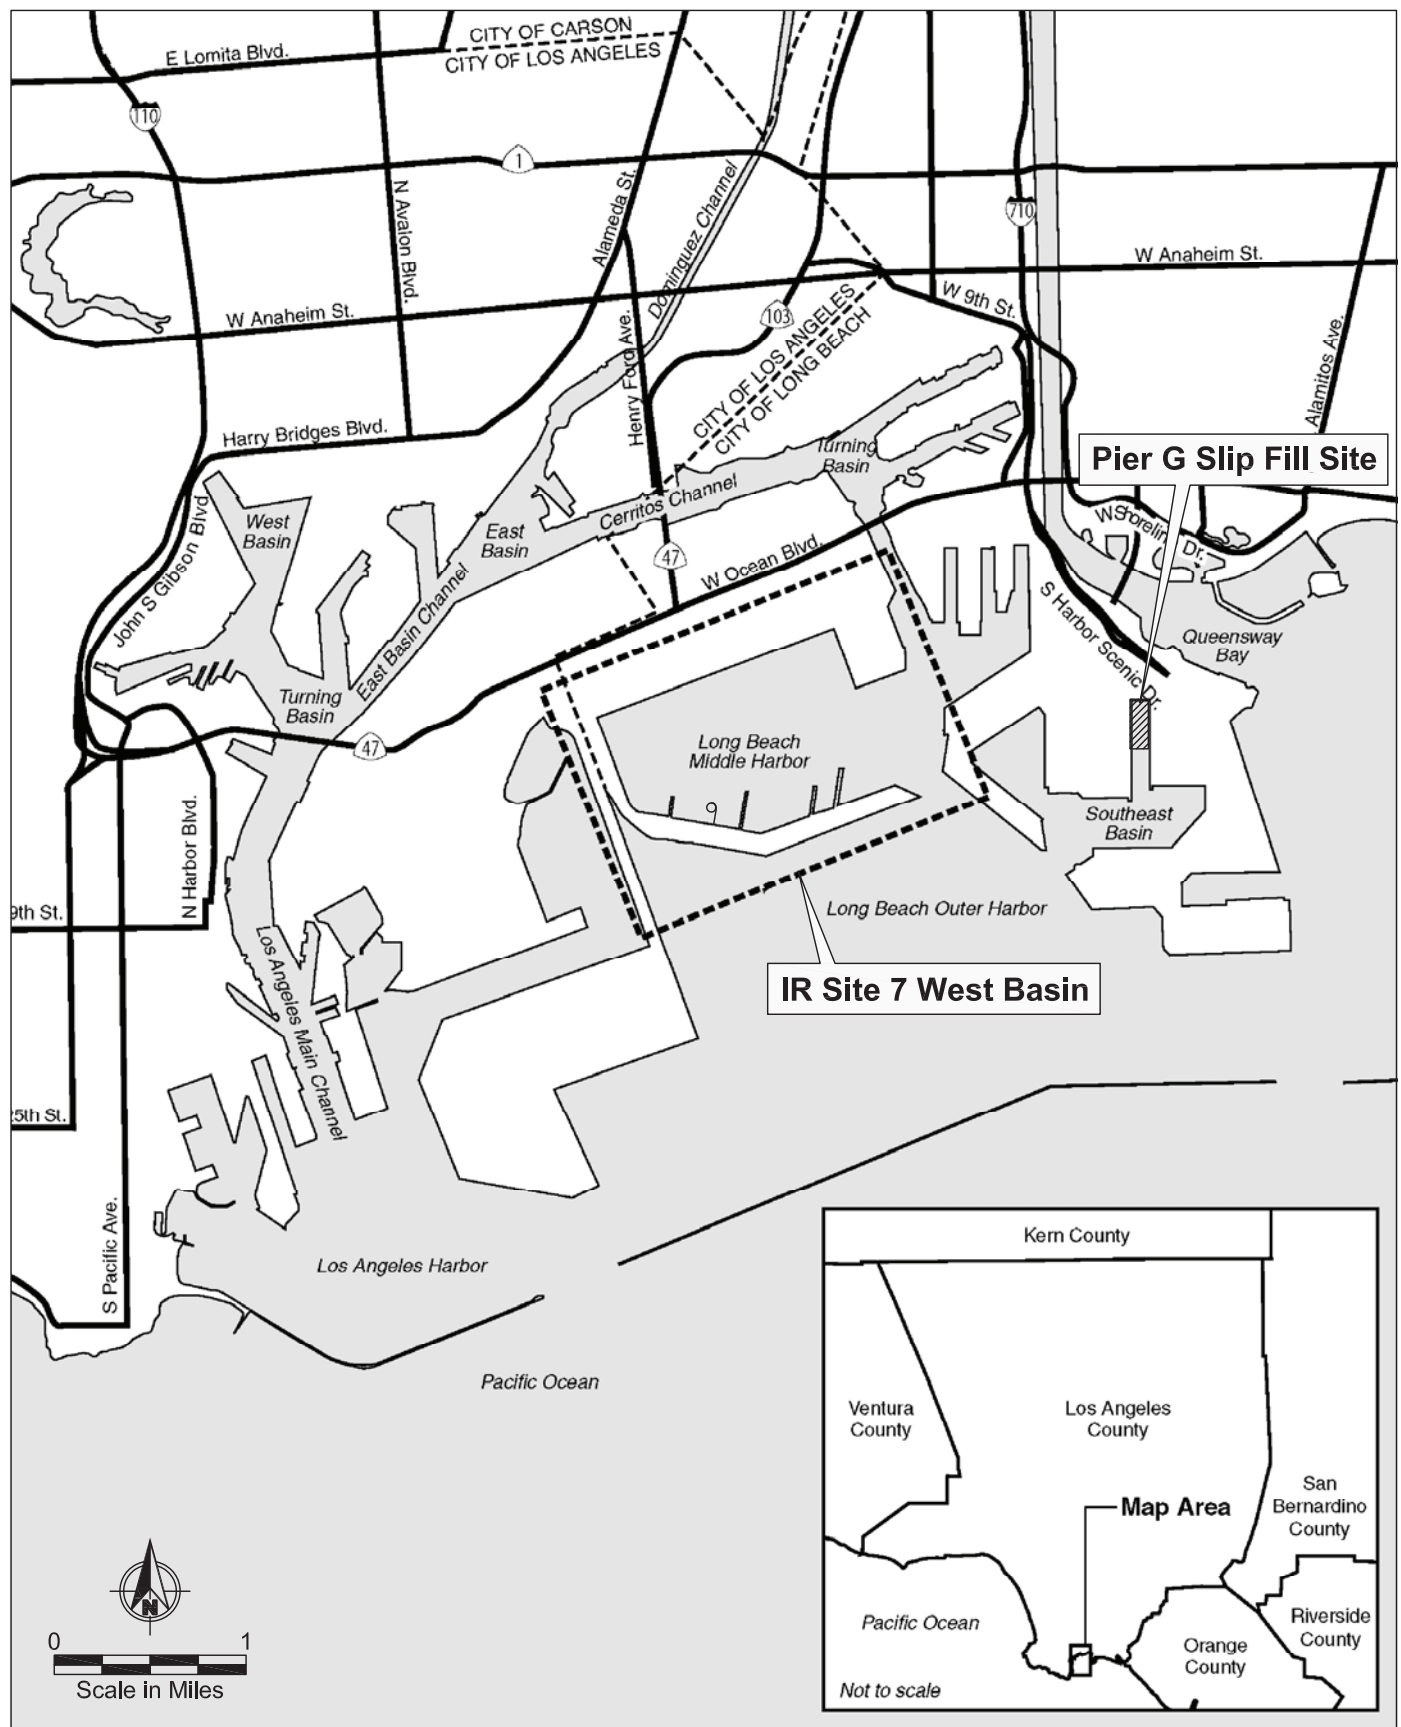 CITY OF CARSON
CITY OF LOS ANGELES
E Lomita Blvd.
110
1
N Avalon Blvd.
Alameda St.
Dominguez Channel
710
W Anaheim St.
W Anaheim St.
103
W 9th St.
Henry Ford Ave.
CITY OF LOS ANGELES
CITY OF LONG BEACH
Alamitos Ave.
Harry Bridges Blvd.
Turning
Basin
Pier G Slip Fill Site
West
Basin
East
Basin
Cerritos Channel
W Shoreline Dr.
47
W Ocean Blvd.
John S Gibson Blvd.
East Basin Channel
S Harbor Scenic Dr.
Queensway
Bay
Turning
Basin
47
Long Beach
Middle Harbor
Southeast
Basin
N Harbor Blvd.
9th St.
Long Beach Outer Harbor
IR Site 7 West Basin
Los Angeles Main Channel
25th St.
S Pacific Ave.
Los Angeles Harbor
Pacific Ocean
Kern County
Ventura
County
Los Angeles
County
San
Bernardino
County
Map Area
Riverside
County
Orange
County
Pacific Ocean
Not to scale
N
0 1
Scale in Miles